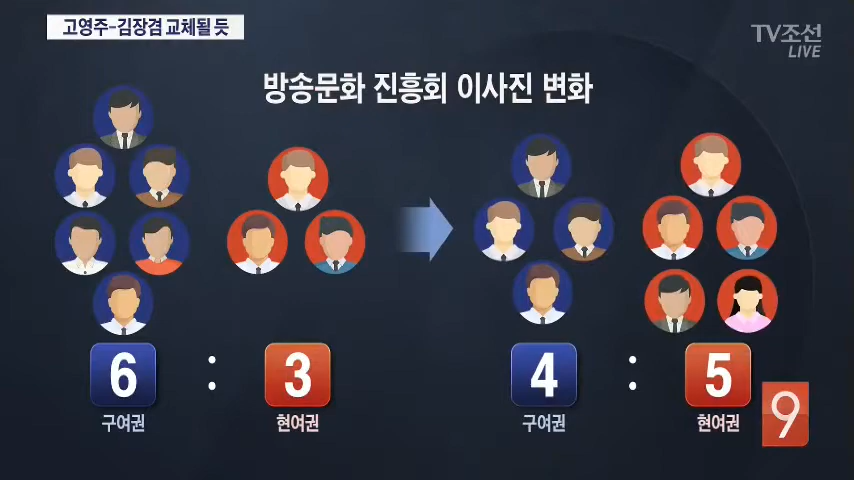 고영주-김장겸 교체될 듯
TV조선
LIVE
방송문화 진흥회 이사진 변화
6 : 3 4 : 5
구여권 현여권 구여권 현여권
9